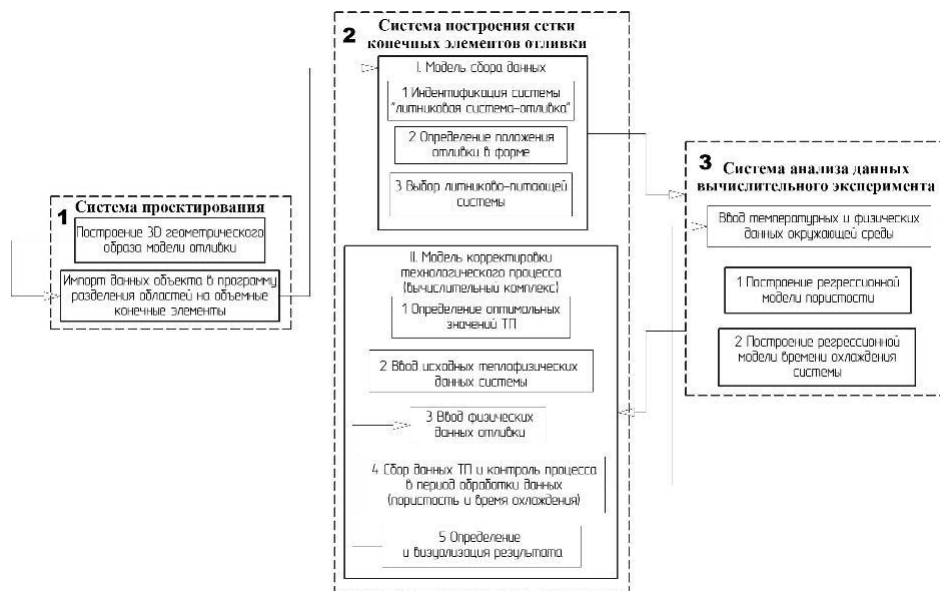 1
Система проектирования
Построение 3D геометрического
образа модели отливки
Импорт данных объекта в программу
разделения областей на объемные
конечные элементы
2
Система построения сетки
конечных элементов отливки
I. Модель сбора данных
1 Индентификация системы
"литниковая система-отливка"
2 Определение положения
отливки в форме
3 Выбор литниково-питающей
системы
II. Модель корректировки
технологического процесса
(вычислительный комплекс)
1 Определение оптимальных
значений ТП
2 Ввод исходных теплофизических
данных системы
3 Ввод физических
данных отливки
4 Сбор данных ТП и контроль процесса
в период обработки данных
(пористость и время охлаждения)
5 Определение
и визуализация результата
3
Система анализа данных
вычислительного эксперимента
Ввод температурных и физических
данных окружающей среды
1 Построение регрессионной
модели пористости
2 Построение регрессионной
модели времени охлаждения
системы